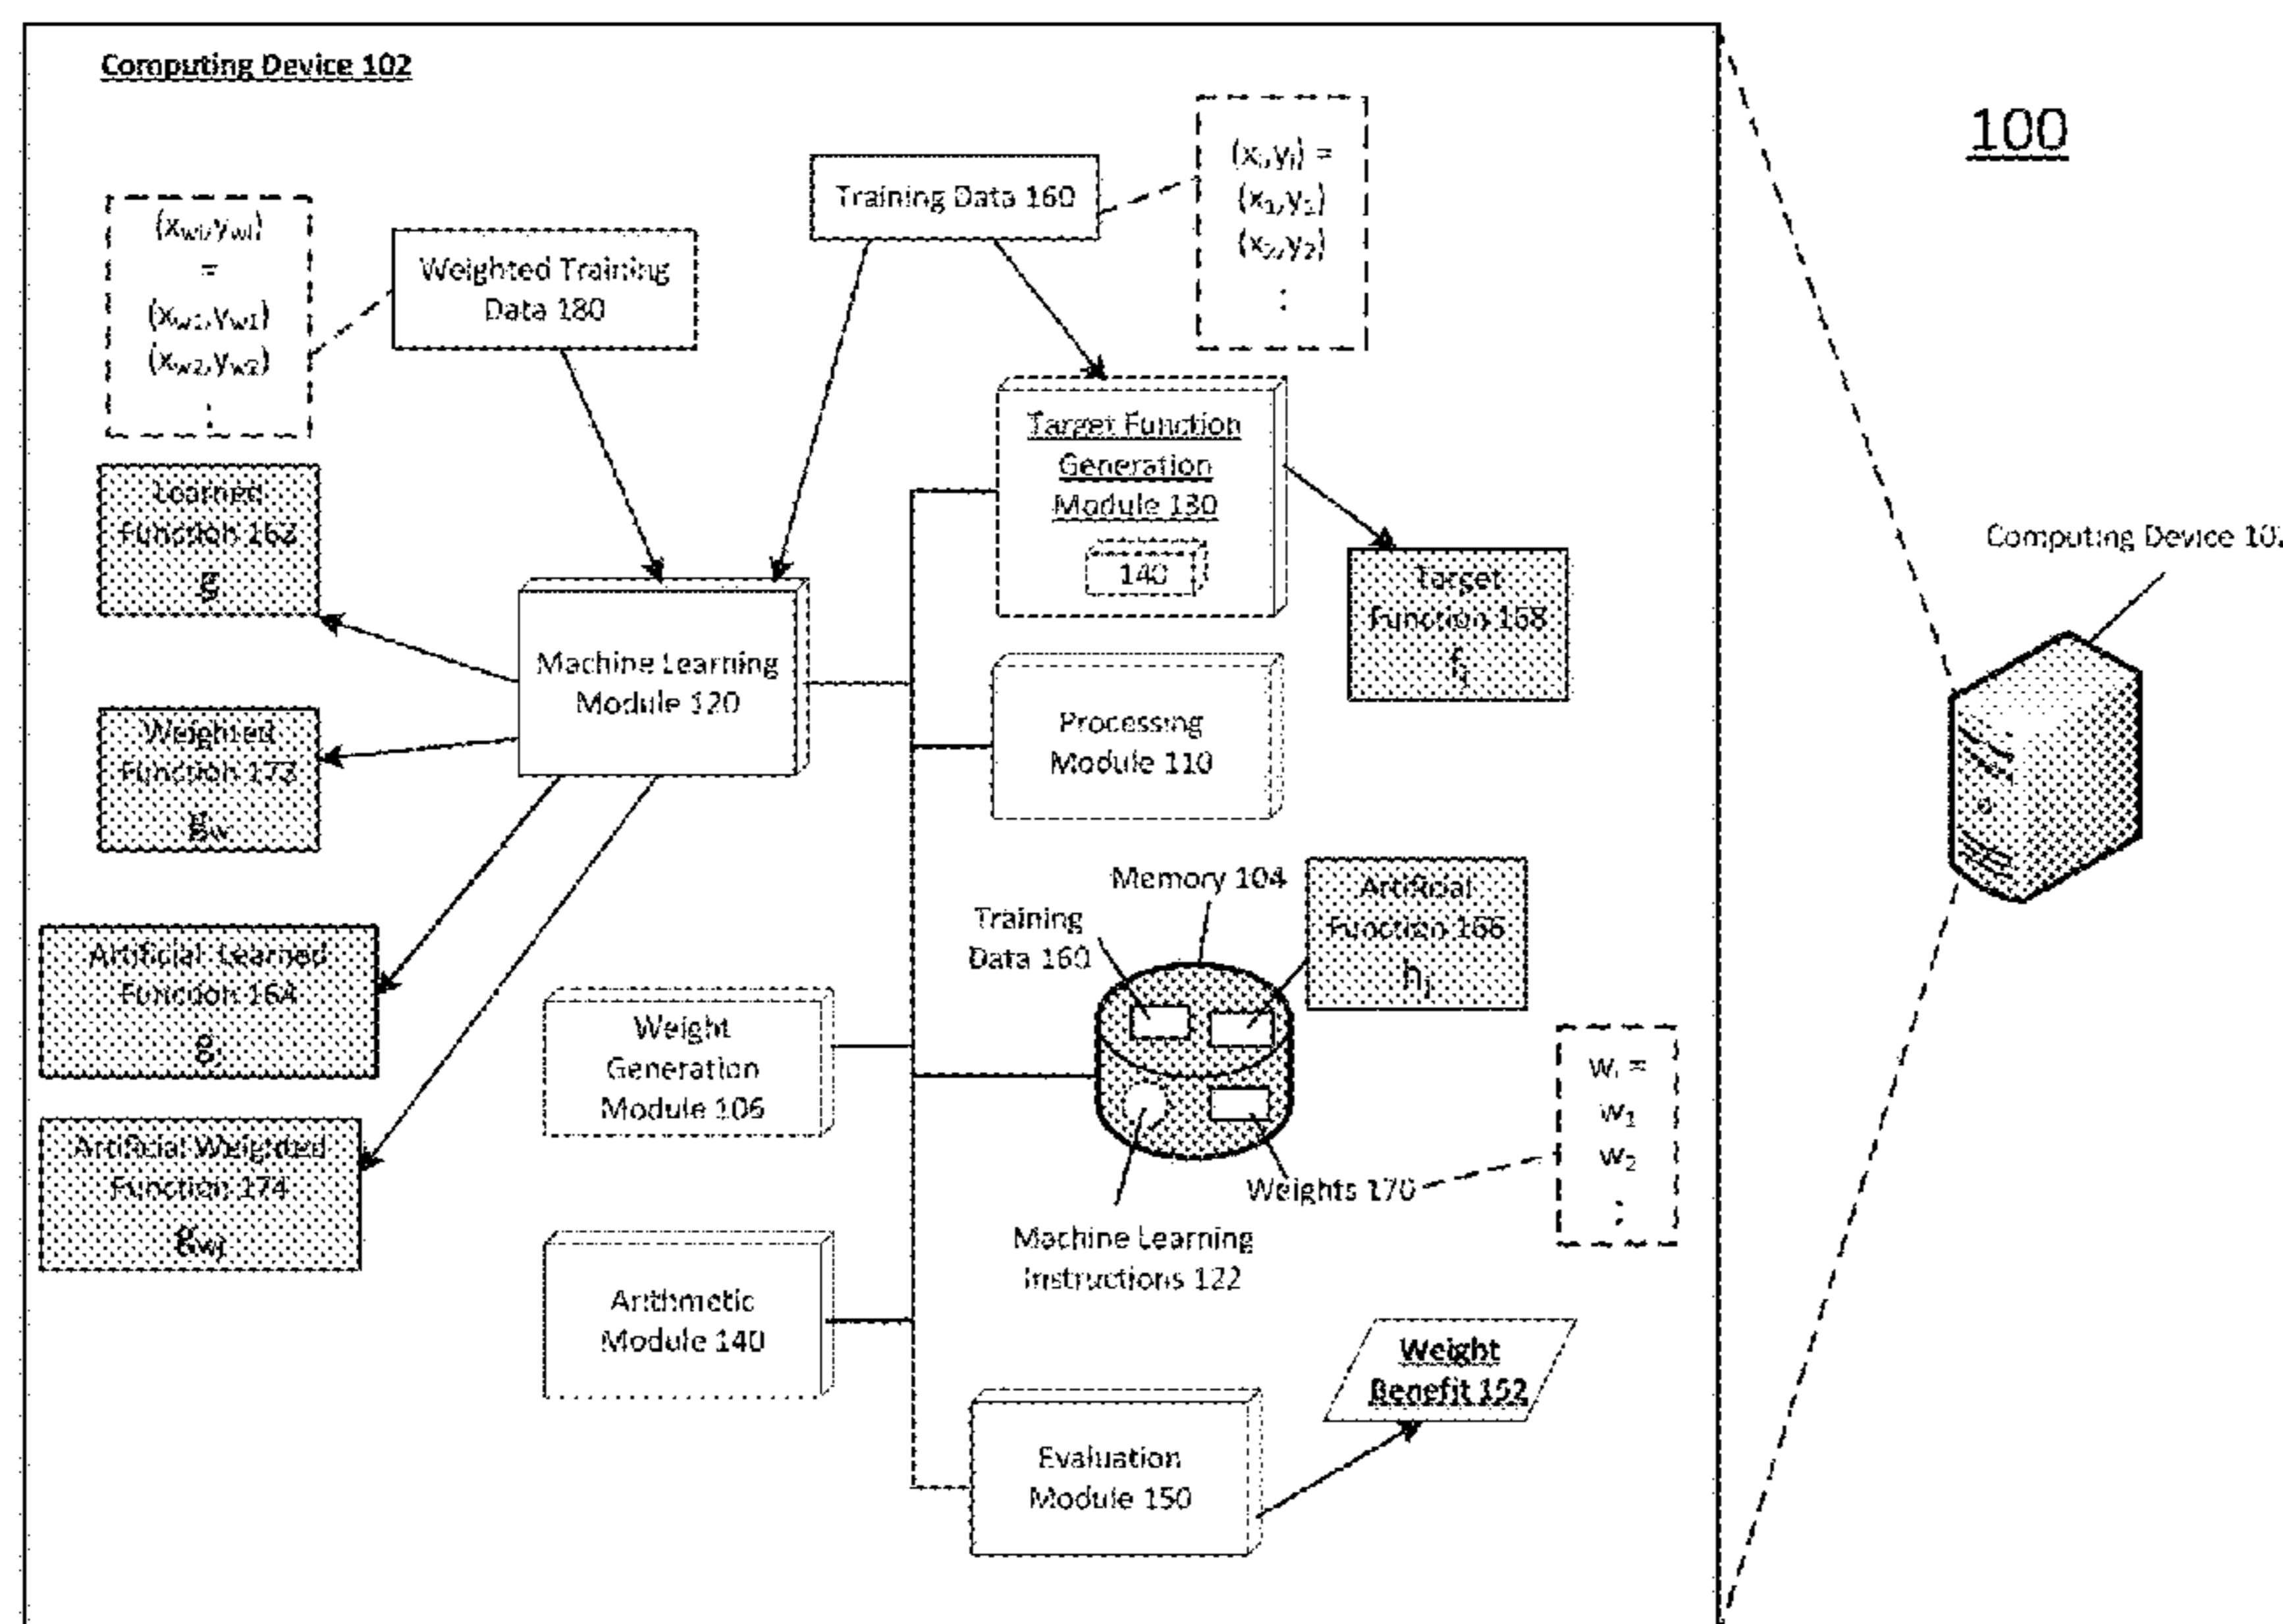 Computing Device 102
100
(xi,yi) =
(x1,y1)
(x2,y2)
:
Training Data 160
(xwi,ywi)
=
(xw1,yw1)
(xw2,yw2)
:
Weighted Training
Data 180
Target Function
Generation
Module 130
140
Learned
Function 162
g
Target
Function 168
fj
Computing Device 102
Machine Learning
Module 120
Processing
Module 110
Weighted
Function 172
gw
Memory 104
Training
Data 160
Artificial
Function 166
hj
Artificial Learned
Function 164
gj
Weight
Generation
Module 106
wi =
w1
w2
:
Artificial Weighted
Function 174
gwj
Weights 170
Machine Learning
Instructions 122
Arithmetic
Module 140
Weight
Benefit 152
Evaluation
Module 150